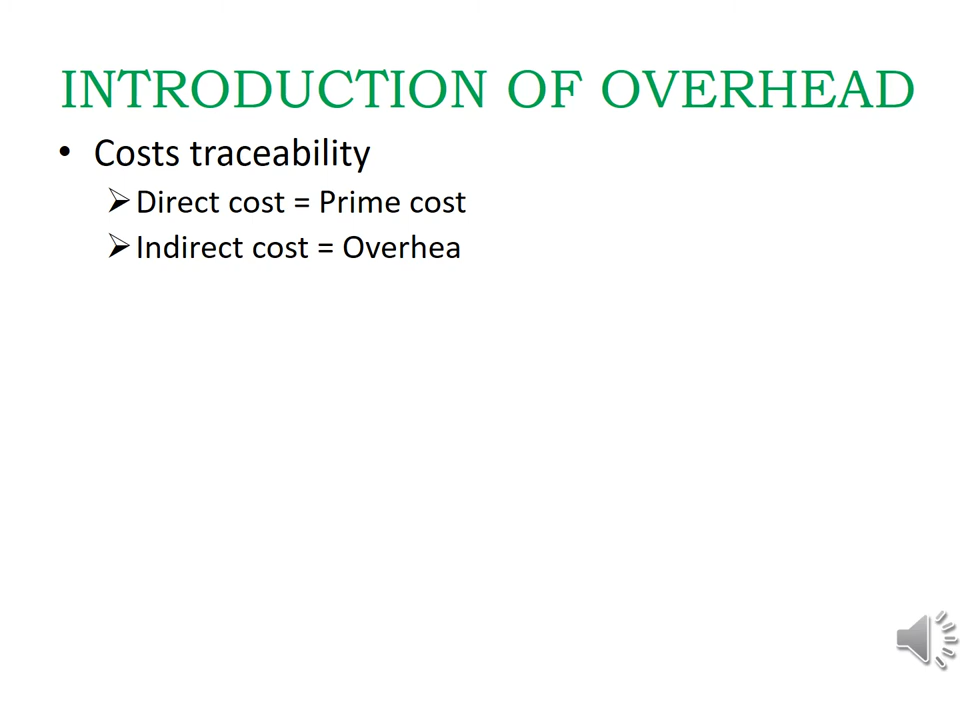 INTRODUCTION OF OVERHEAD
• Costs traceability
➢ Direct cost = Prime cost
➢ Indirect cost = Overhea